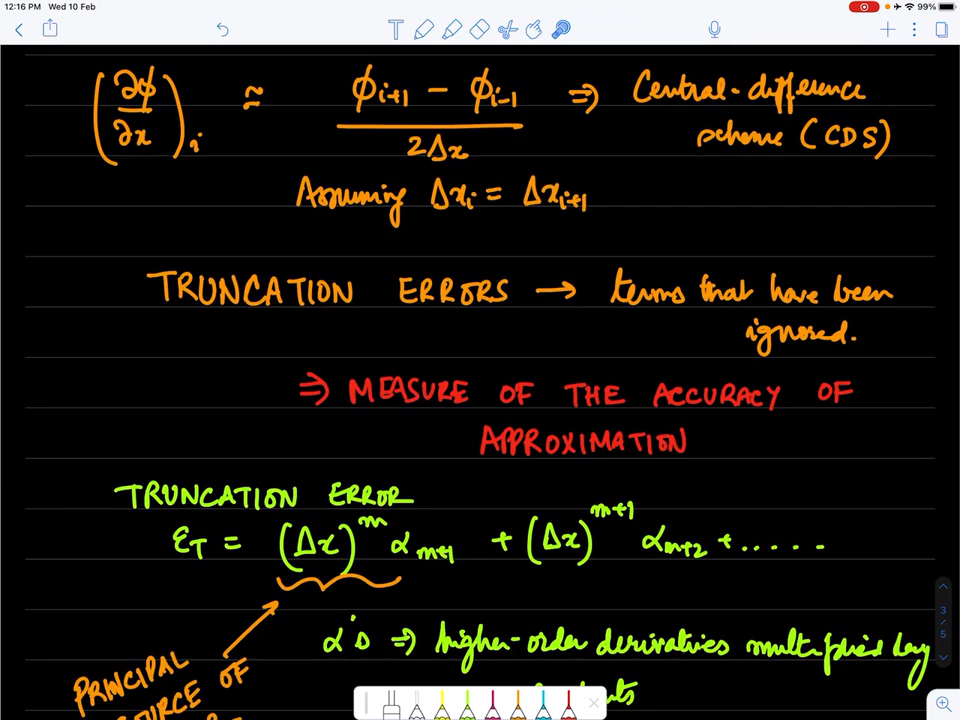 12:16 PM Wed 10 Feb
99%
(∂ϕ/∂x)i ≅ (ϕi+1 − ϕi−1) / 2Δx ⇒ Central-difference
scheme (CDS)
Assuming Δxi = Δxi+1
TRUNCATION ERRORS → terms that have been
ignored.
⇒ MEASURE OF THE ACCURACY OF
APPROXIMATION
TRUNCATION ERROR
ϵT = (Δx)^m αm+1 + (Δx)^m+1 αm+2 + .....
α's ⇒ higher-order derivatives multiplied by
PRINCIPAL
OF
3
/
5